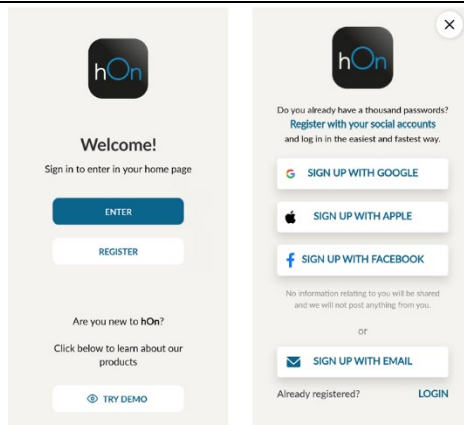 hOn
Welcome!
Sign in to enter in your home page
ENTER
REGISTER
Are you new to hOn?
Click below to learn about our
products
TRY DEMO
hOn
Do you already have a thousand passwords?
Register with your social accounts
and log in in the easiest and fastest way.
SIGN UP WITH GOOGLE
SIGN UP WITH APPLE
SIGN UP WITH FACEBOOK
No information relating to you will be shared
and we will not post anything from you.
or
SIGN UP WITH EMAIL
Already registered? LOGIN